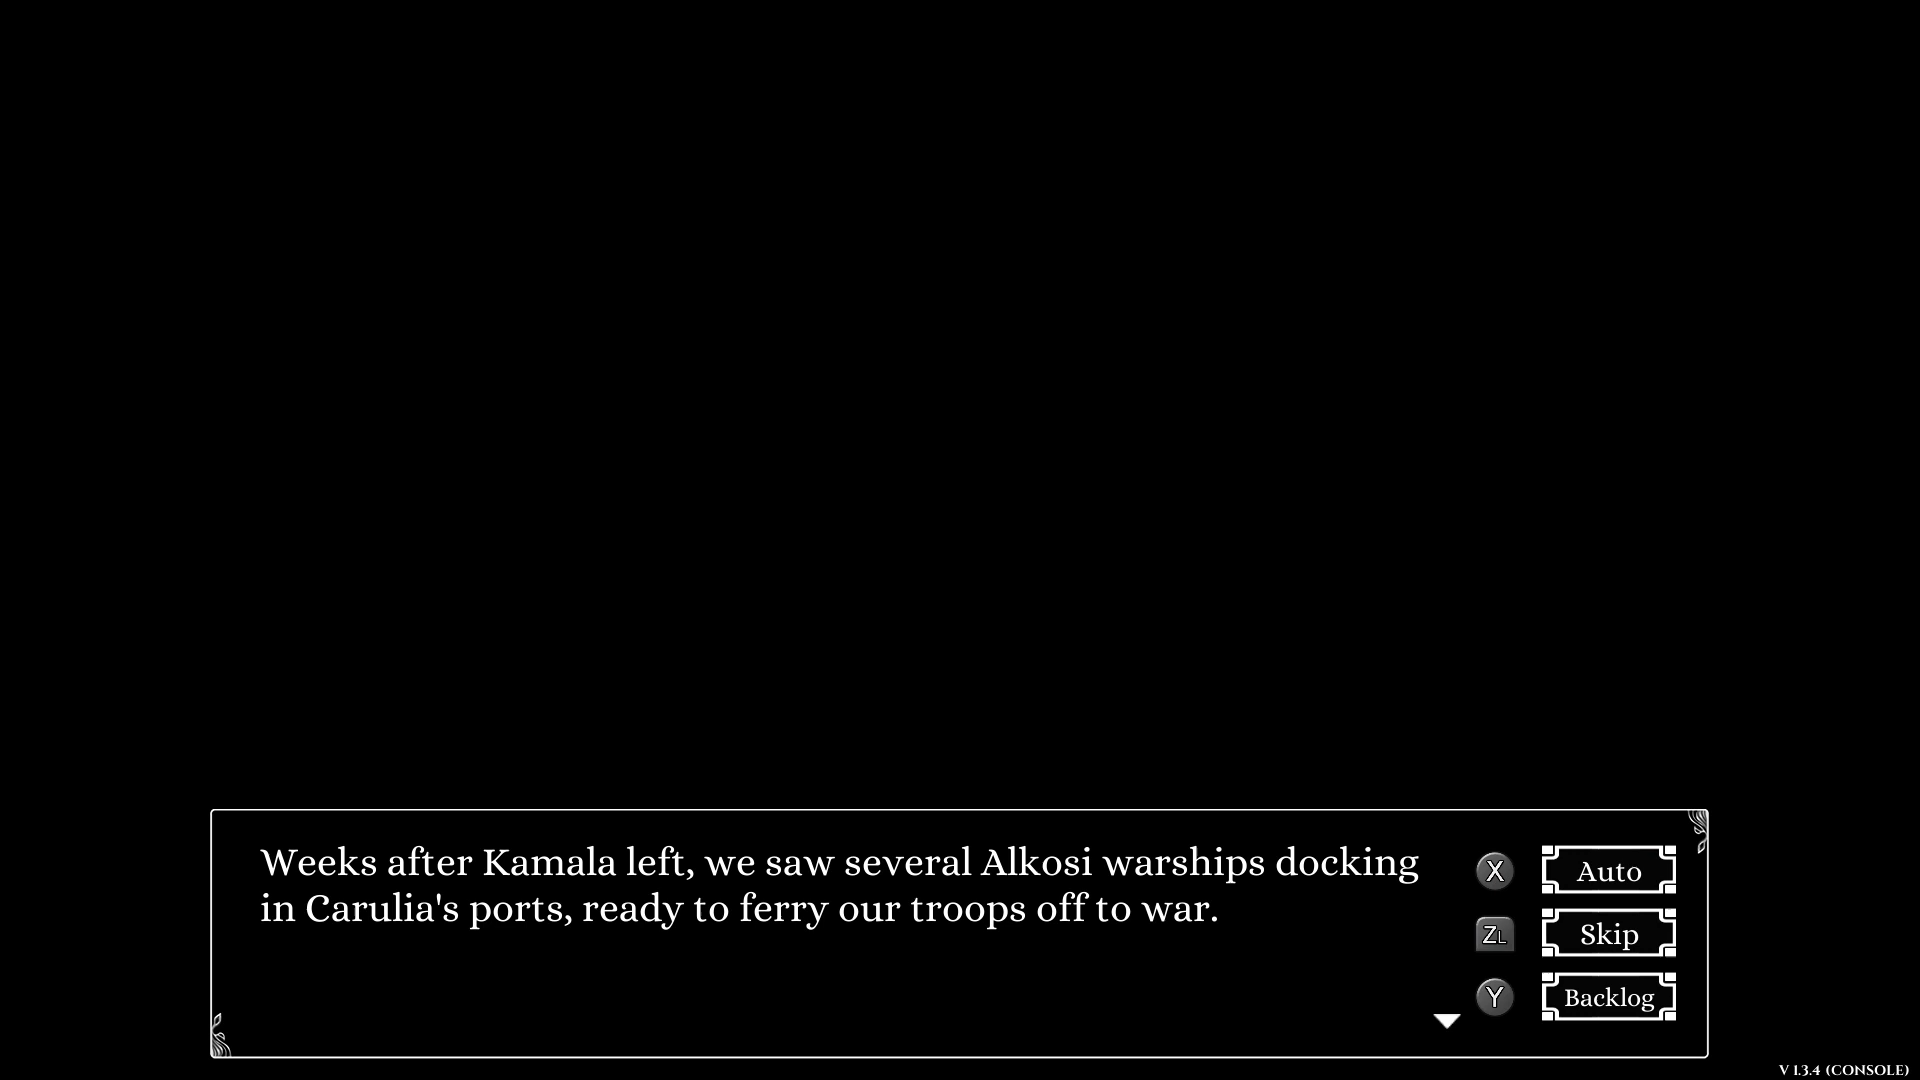 Weeks after Kamala left, we saw several Alkosi warships docking
in Carulia's ports, ready to ferry our troops off to war.
X Auto
ZL Skip
Y Backlog
V 1.3.4 (CONSOLE)